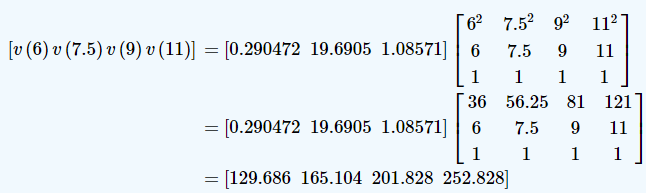 [v(6) v(7.5) v(9) v(11)] = [0.290472 19.6905 1.08571] [6² 7.5² 9² 11²
6 7.5 9 11
1 1 1 1]
= [0.290472 19.6905 1.08571] [36 56.25 81 121
6 7.5 9 11
1 1 1 1]
= [129.686 165.104 201.828 252.828]